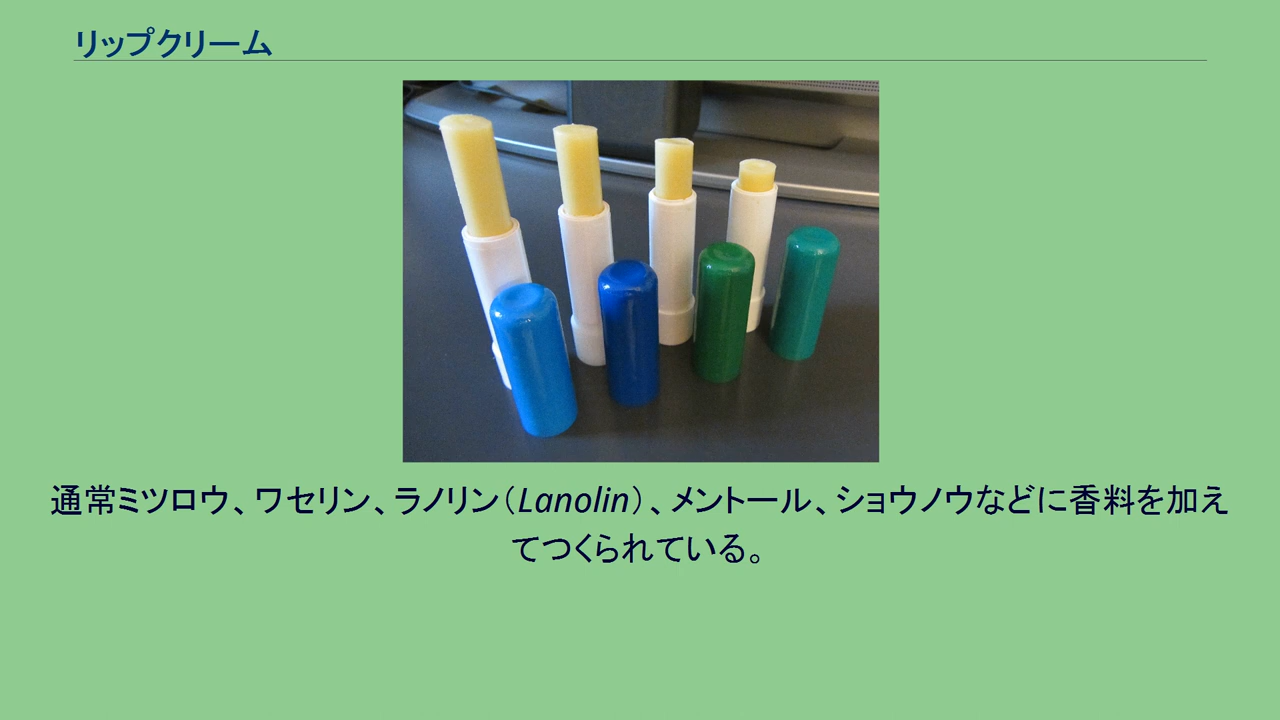 リップクリーム
通常ミツロウ、ワセリン、ラノリン（Lanolin）、メントール、ショウノウなどに香料を加え
てつくられている。